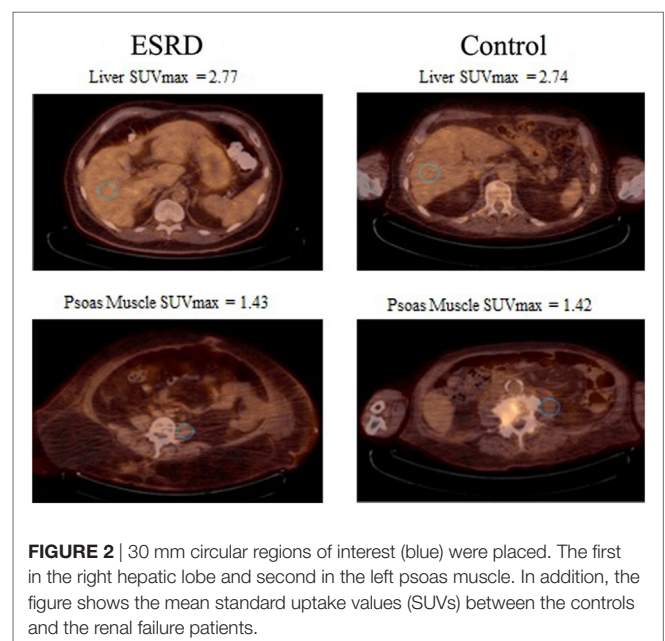 ESRD
Control
Liver SUVmax = 2.77
Liver SUVmax = 2.74
Psoas Muscle SUVmax = 1.43
Psoas Muscle SUVmax = 1.42
FIGURE 2 | 30 mm circular regions of interest (blue) were placed. The first
in the right hepatic lobe and second in the left psoas muscle. In addition, the
figure shows the mean standard uptake values (SUVs) between the controls
and the renal failure patients.